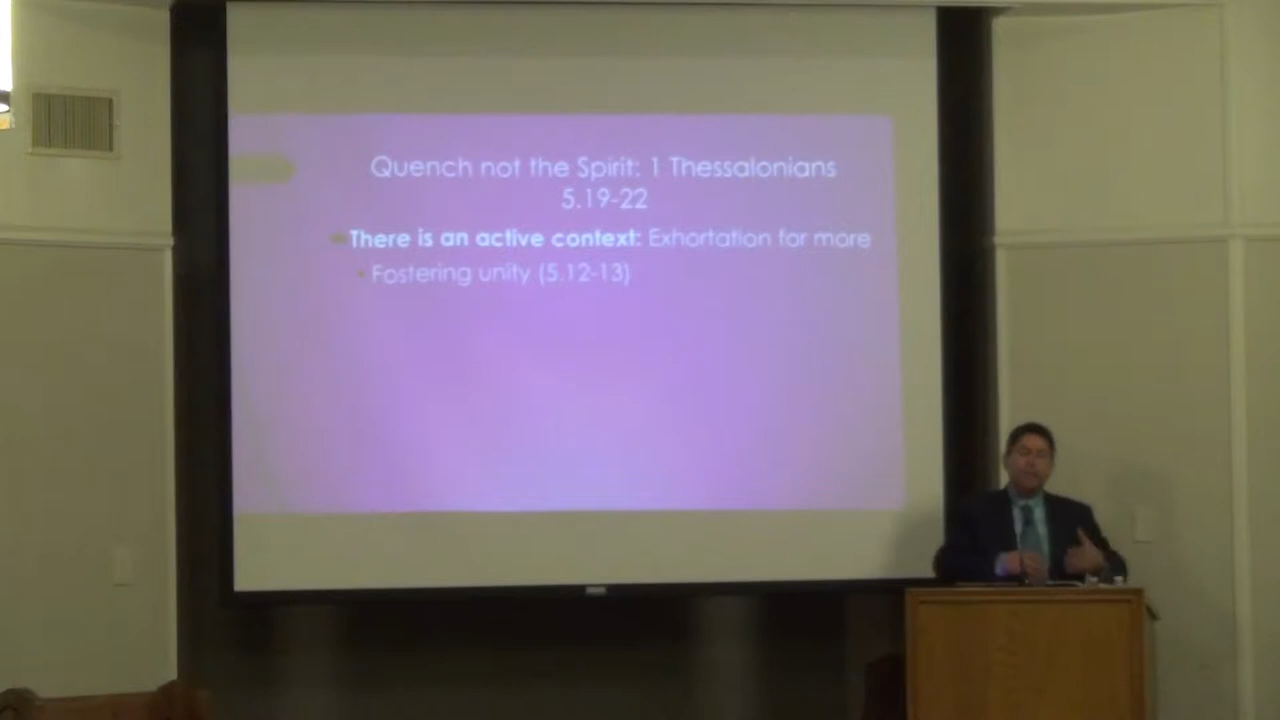 Quench not the Spirit: 1 Thessalonians
5.19-22
There is an active context: Exhortation for more
Fostering unity (5.12-13)